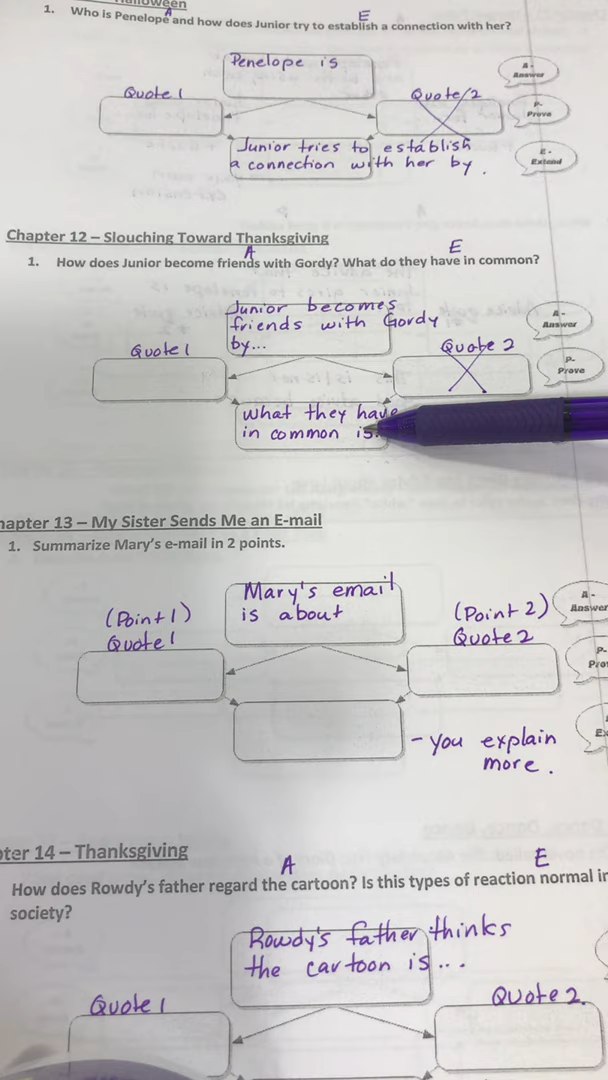 Halloween
1. Who is Penelope and how does Junior try to establish a connection with her?
A
E
Penelope is
Quote 1
Quote 2
A -
Answer
P-
Prove
E -
Extend
Junior tries to establish
a connection with her by.
Chapter 12 – Slouching Toward Thanksgiving
A
E
1. How does Junior become friends with Gordy? What do they have in common?
Junior becomes
friends with Gordy
by...
Quote 1
Quote 2
A -
Answer
P-
Prove
what they have
in common is
hapter 13 – My Sister Sends Me an E-mail
1. Summarize Mary's e-mail in 2 points.
Mary's email
is about
(Point 1)
Quote 1
(Point 2)
Quote 2
A -
Answer
P-
Pro
E
- you explain
more.
ter 14 – Thanksgiving
A
E
How does Rowdy's father regard the cartoon? Is this types of reaction normal in
society?
Rowdy's father thinks
the cartoon is...
Quote 1
Quote 2.